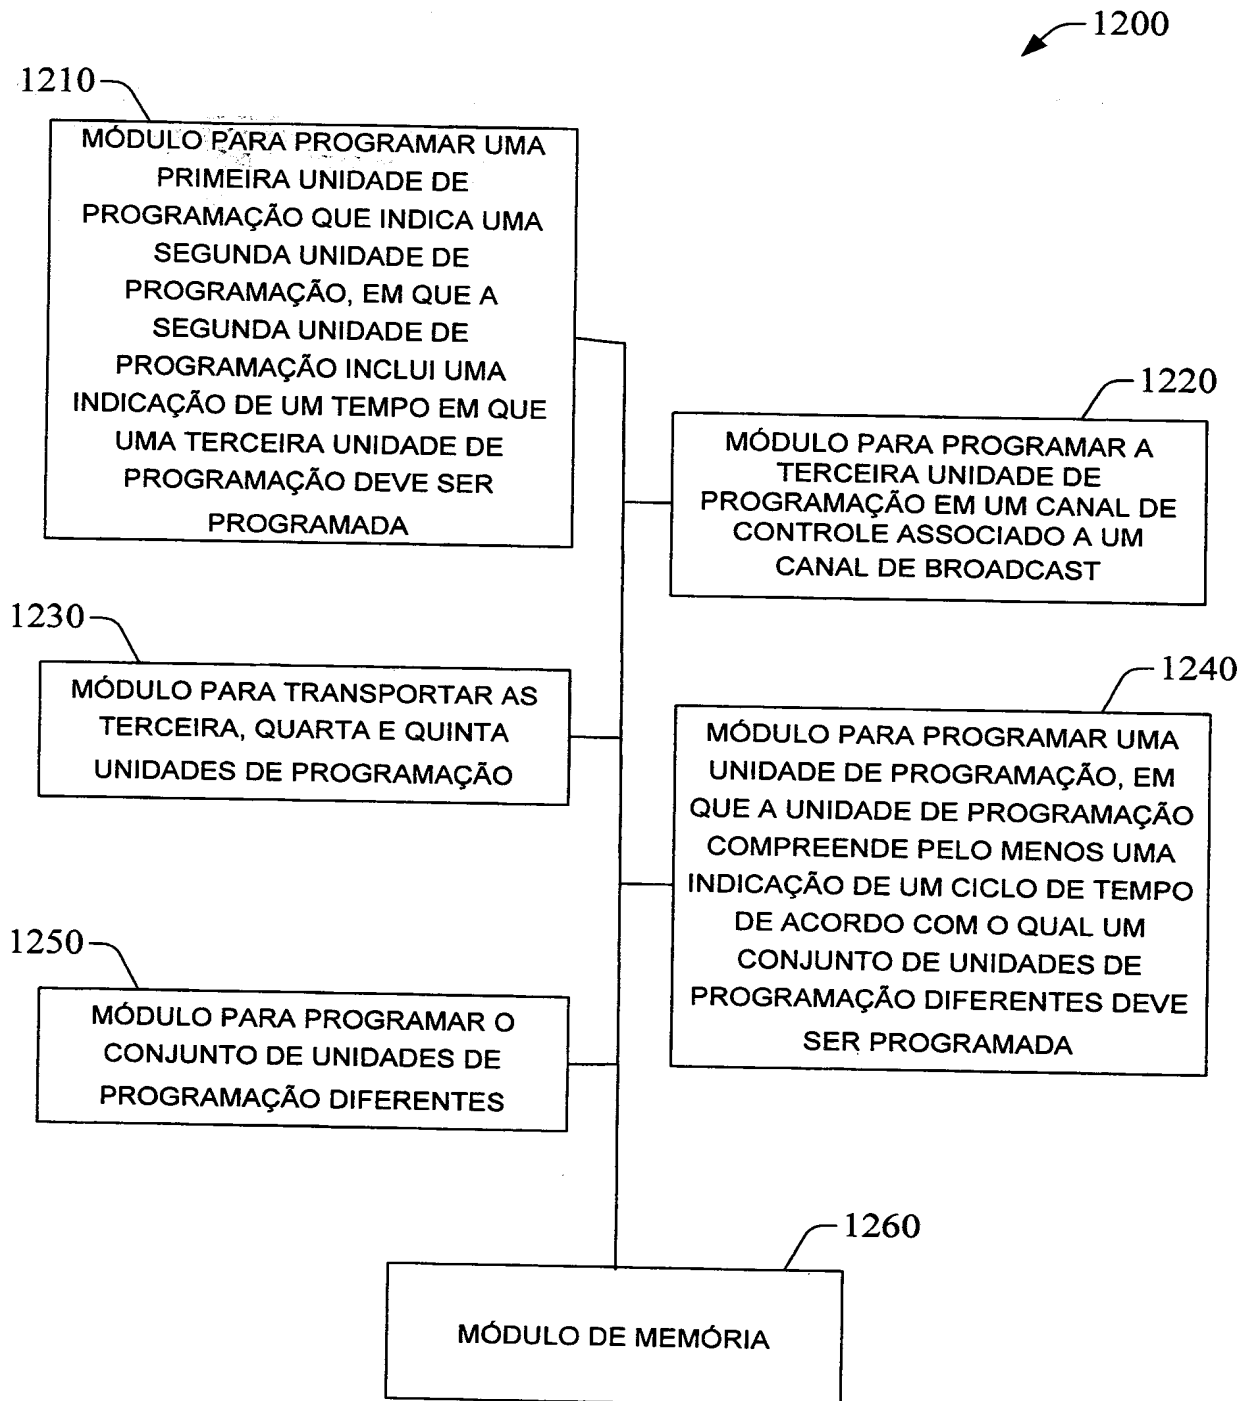 1200
1210
MÓDULO PARA PROGRAMAR UMA
PRIMEIRA UNIDADE DE
PROGRAMAÇÃO QUE INDICA UMA
SEGUNDA UNIDADE DE
PROGRAMAÇÃO, EM QUE A
SEGUNDA UNIDADE DE
PROGRAMAÇÃO INCLUI UMA
INDICAÇÃO DE UM TEMPO EM QUE
UMA TERCEIRA UNIDADE DE
PROGRAMAÇÃO DEVE SER
PROGRAMADA
1220
MÓDULO PARA PROGRAMAR A
TERCEIRA UNIDADE DE
PROGRAMAÇÃO EM UM CANAL DE
CONTROLE ASSOCIADO A UM
CANAL DE BROADCAST
1230
MÓDULO PARA TRANSPORTAR AS
TERCEIRA, QUARTA E QUINTA
UNIDADES DE PROGRAMAÇÃO
1240
MÓDULO PARA PROGRAMAR UMA
UNIDADE DE PROGRAMAÇÃO, EM
QUE A UNIDADE DE PROGRAMAÇÃO
COMPREENDE PELO MENOS UMA
INDICAÇÃO DE UM CICLO DE TEMPO
DE ACORDO COM O QUAL UM
CONJUNTO DE UNIDADES DE
PROGRAMAÇÃO DIFERENTES DEVE
SER PROGRAMADA
1250
MÓDULO PARA PROGRAMAR O
CONJUNTO DE UNIDADES DE
PROGRAMAÇÃO DIFERENTES
1260
MÓDULO DE MEMÓRIA